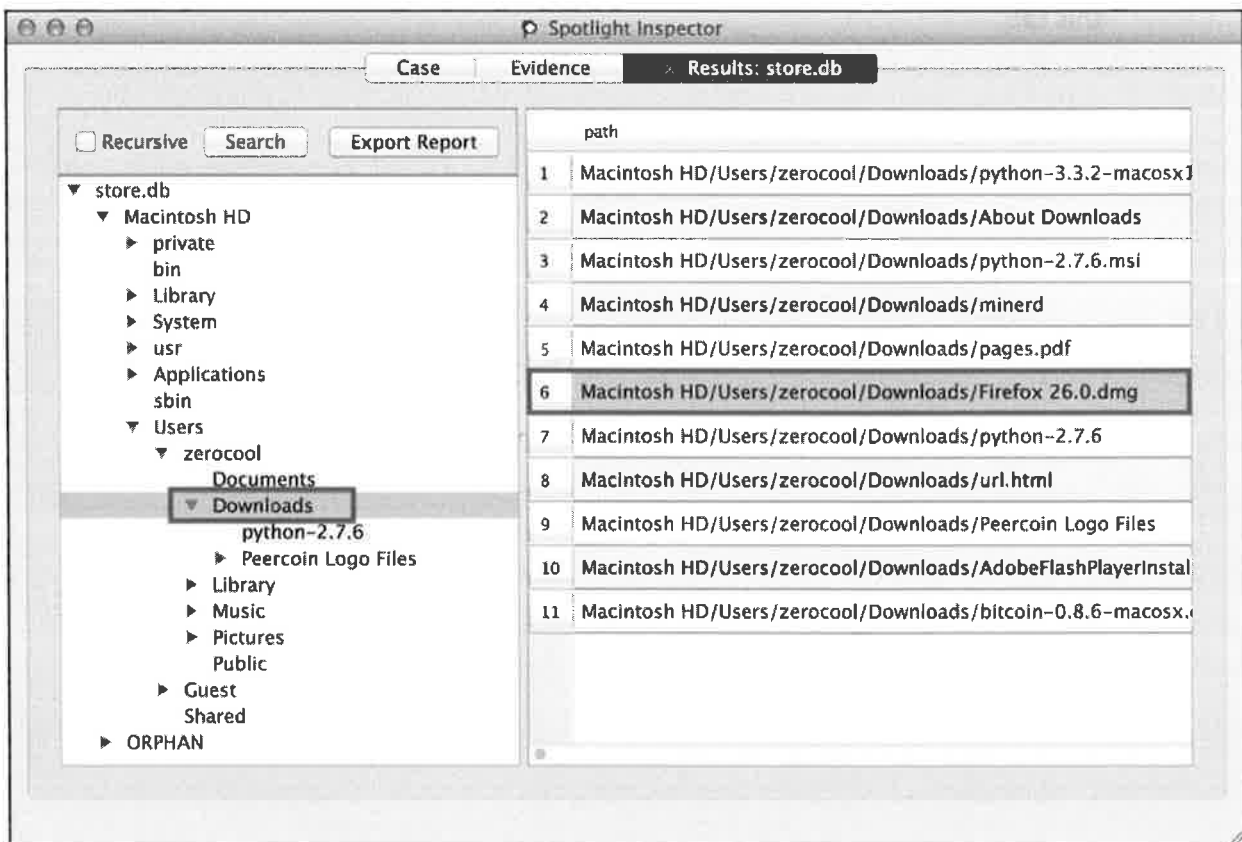 Spotlight Inspector
Case
Evidence
× Results: store.db
Recursive
Search
Export Report
store.db
Macintosh HD
private
bin
Library
System
usr
Applications
sbin
Users
zerocool
Documents
Downloads
python-2.7.6
Peercoin Logo Files
Library
Music
Pictures
Public
Guest
Shared
ORPHAN
path
1 Macintosh HD/Users/zerocool/Downloads/python-3.3.2-macosx1
2 Macintosh HD/Users/zerocool/Downloads/About Downloads
3 Macintosh HD/Users/zerocool/Downloads/python-2.7.6.msi
4 Macintosh HD/Users/zerocool/Downloads/minerd
5 Macintosh HD/Users/zerocool/Downloads/pages.pdf
6 Macintosh HD/Users/zerocool/Downloads/Firefox 26.0.dmg
7 Macintosh HD/Users/zerocool/Downloads/python-2.7.6
8 Macintosh HD/Users/zerocool/Downloads/url.html
9 Macintosh HD/Users/zerocool/Downloads/Peercoin Logo Files
10 Macintosh HD/Users/zerocool/Downloads/AdobeFlashPlayerInstal
11 Macintosh HD/Users/zerocool/Downloads/bitcoin-0.8.6-macosx.